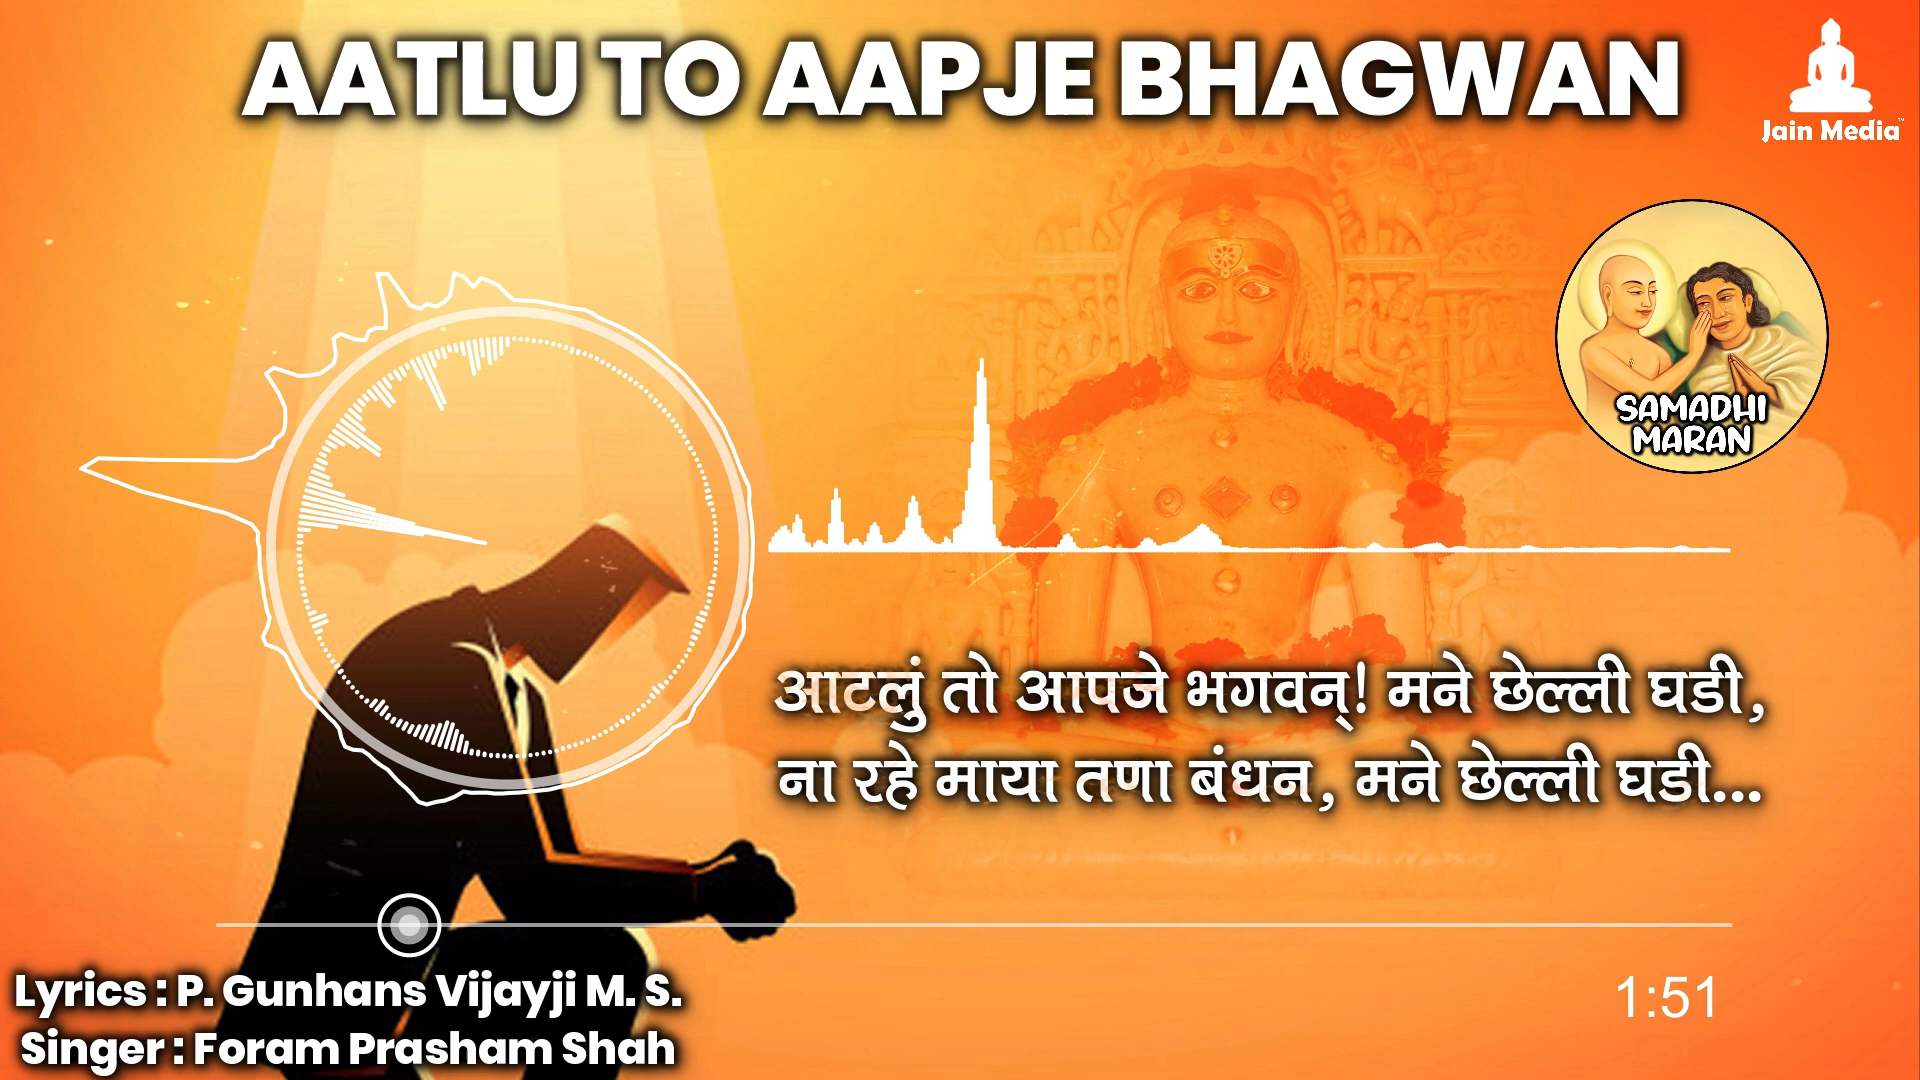 AATLU TO AAPJE BHAGWAN
Jain Media™
SAMADHI
MARAN
आटलुं तो आपजे भगवन्! मने छेल्ली घडी,
ना रहे माया तणा बंधन, मने छेल्ली घडी...
1:51
Lyrics : P. Gunhans Vijayji M. S.
Singer : Foram Prasham Shah